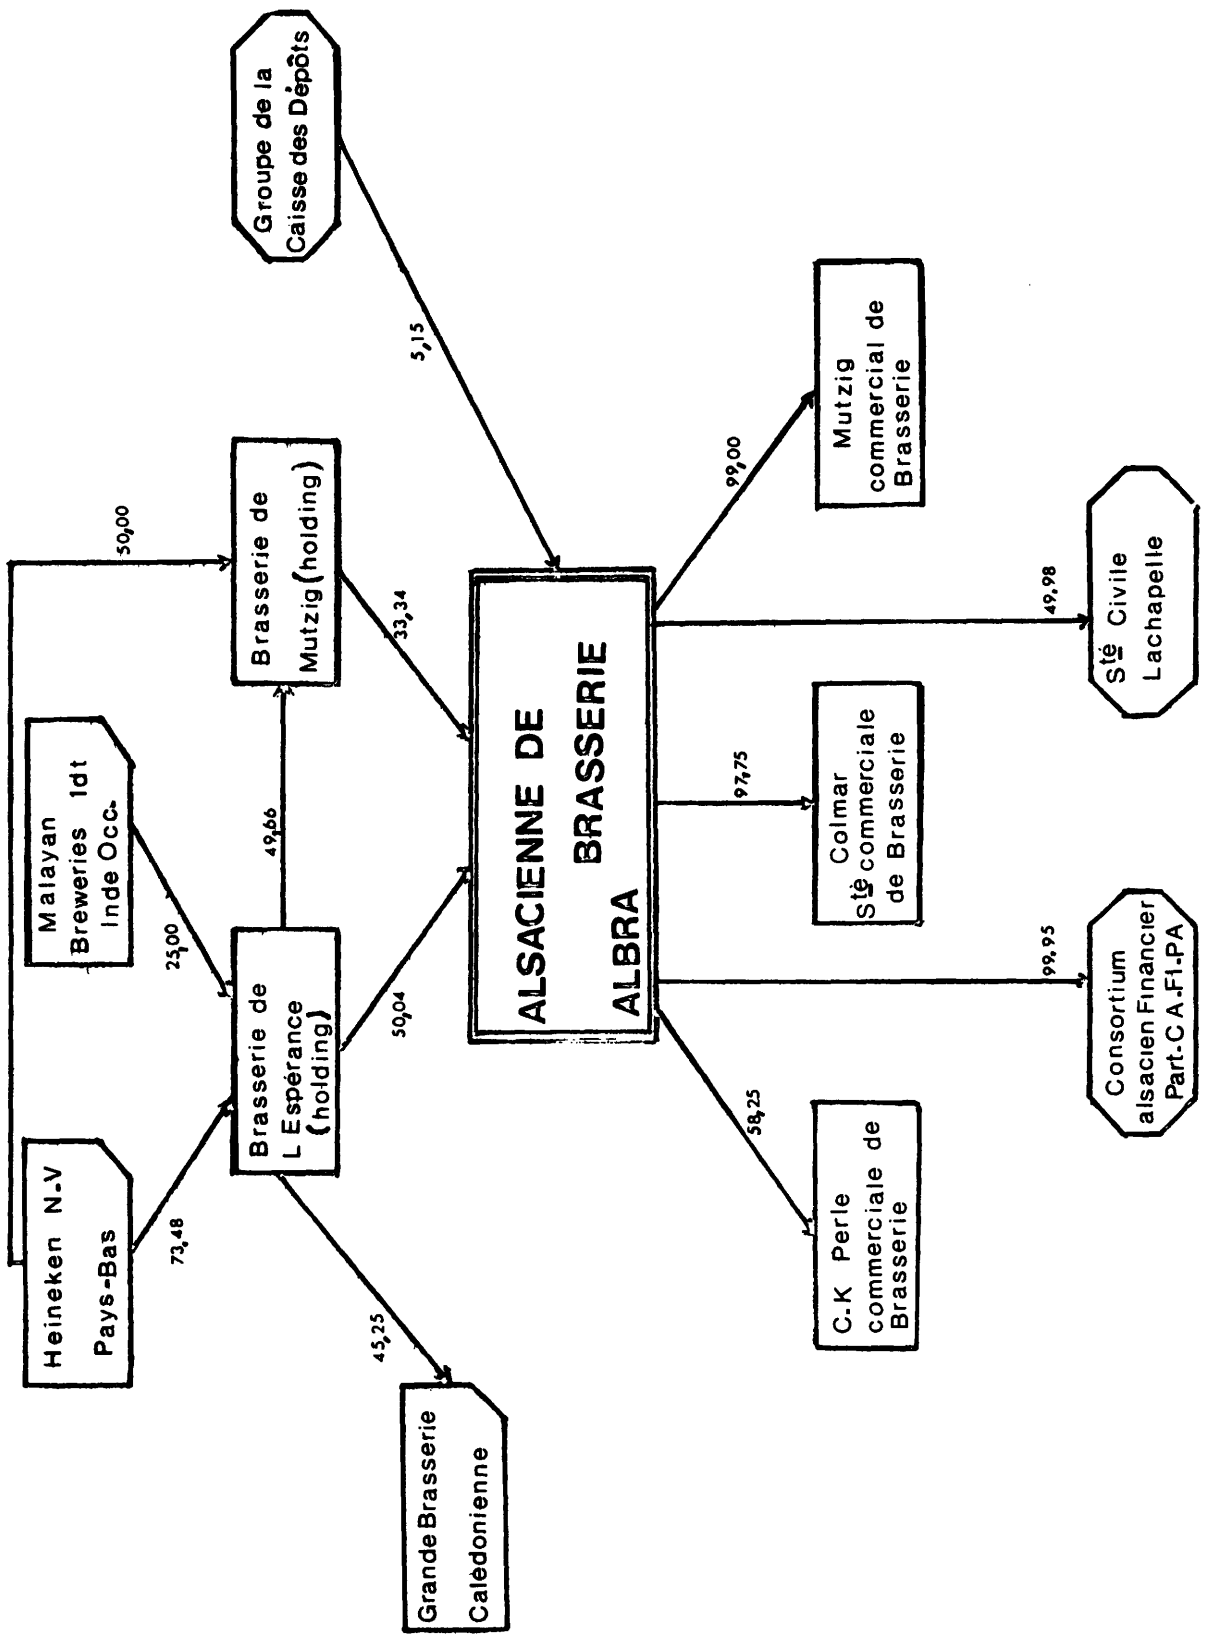 Heineken N.V
Pays-Bas
Malayan
Breweries 1dt
Inde Occ.
50,00
73,48
25,00
Brasserie de
L Espérance
(holding)
49,66
Brasserie de
Mutzig (holding)
Groupe de la
Caisse des Dépôts
45,25
50,04
33,34
5,15
Grande Brasserie
Calédonienne
ALSACIENNE DE
BRASSERIE
ALBRA
58,25
97,75
99,00
C.K Perle
commerciale de
Brasserie
Colmar
Sté commerciale
de Brasserie
Mutzig
commercial de
Brasserie
99,95
49,98
Consortium
alsacien Financier
Part-C A-FI-PA
Sté Civile
Lachapelle